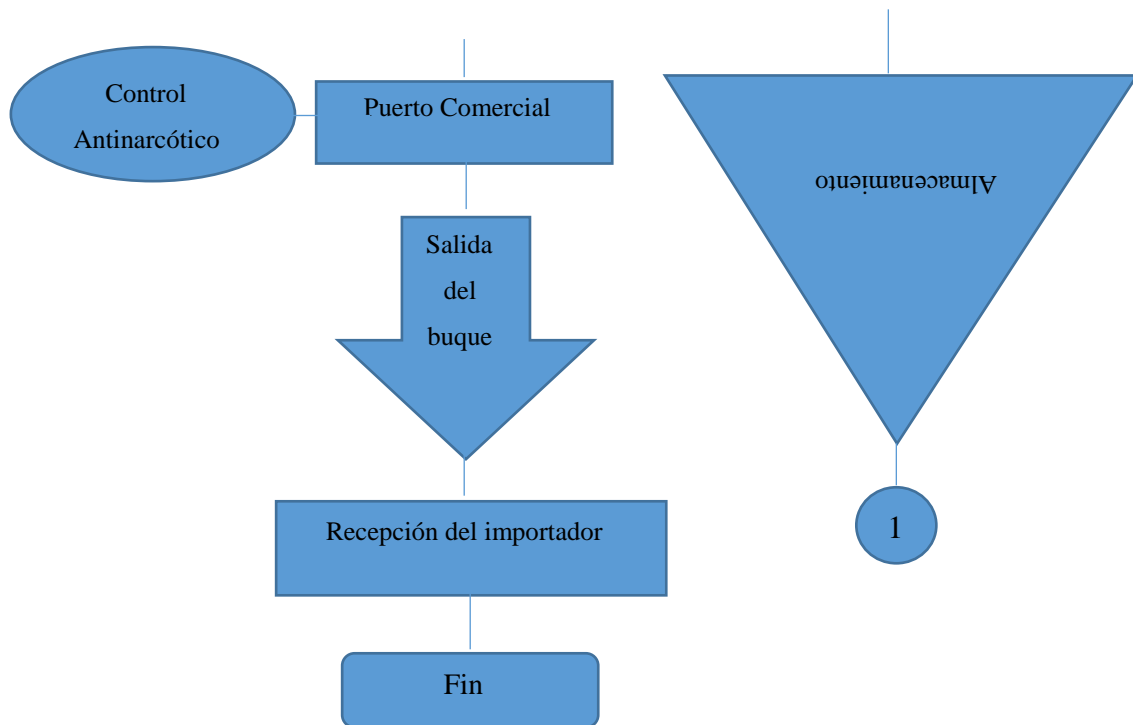 Control
Antinarcótico
Puerto Comercial
Salida
del
buque
Recepción del importador
Fin
Almacenamiento
1